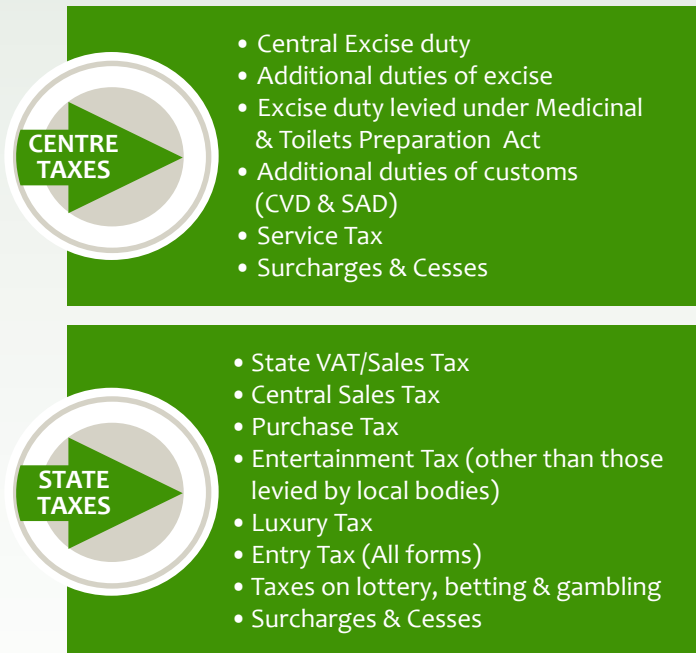 CENTRE
TAXES
• Central Excise duty
• Additional duties of excise
• Excise duty levied under Medicinal
& Toilets Preparation Act
• Additional duties of customs
(CVD & SAD)
• Service Tax
• Surcharges & Cesses
STATE
TAXES
• State VAT/Sales Tax
• Central Sales Tax
• Purchase Tax
• Entertainment Tax (other than those
levied by local bodies)
• Luxury Tax
• Entry Tax (All forms)
• Taxes on lottery, betting & gambling
• Surcharges & Cesses